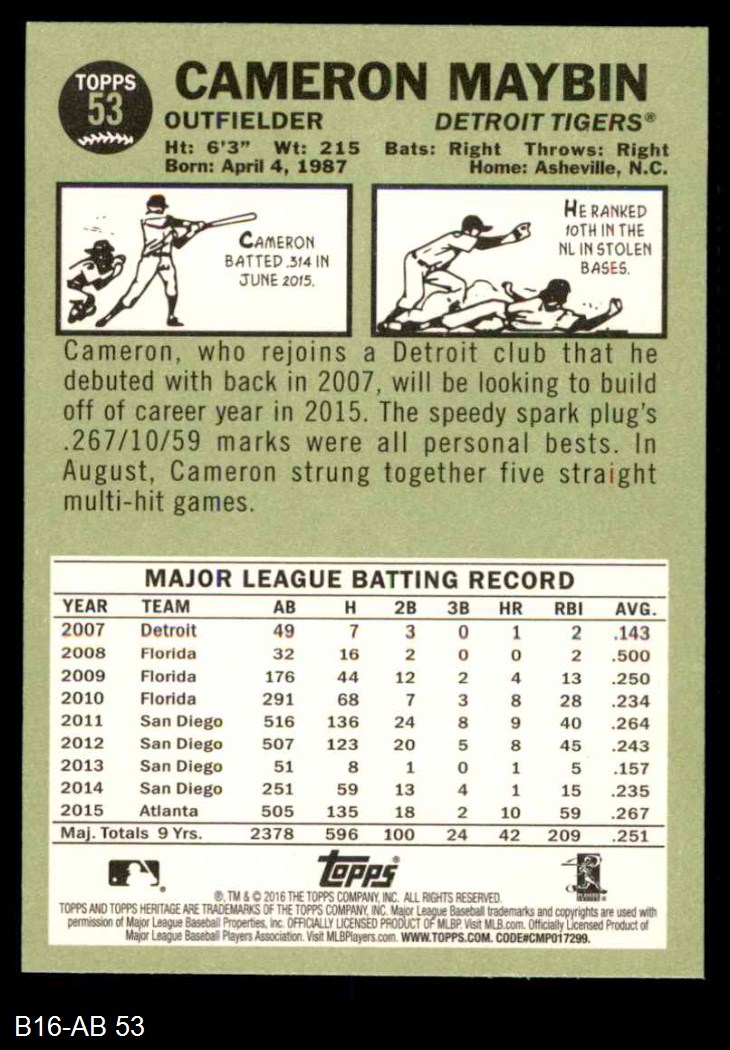 TOPPS
53
CAMERON MAYBIN
OUTFIELDER DETROIT TIGERS®
Ht: 6'3" Wt: 215 Bats: Right Throws: Right
Born: April 4, 1987 Home: Asheville, N.C.
CAMERON
BATTED .314 IN
JUNE 2015.
HE RANKED
10TH IN THE
NL IN STOLEN
BASES.
Cameron, who rejoins a Detroit club that he
debuted with back in 2007, will be looking to build
off of career year in 2015. The speedy spark plug's
.267/10/59 marks were all personal bests. In
August, Cameron strung together five straight
multi-hit games.
MAJOR LEAGUE BATTING RECORD
YEAR TEAM AB H 2B 3B HR RBI AVG.
2007 Detroit 49 7 3 0 1 2 .143
2008 Florida 32 16 2 0 0 2 .500
2009 Florida 176 44 12 2 4 13 .250
2010 Florida 291 68 7 3 8 28 .234
2011 San Diego 516 136 24 8 9 40 .264
2012 San Diego 507 123 20 5 8 45 .243
2013 San Diego 51 8 1 0 1 5 .157
2014 San Diego 251 59 13 4 1 15 .235
2015 Atlanta 505 135 18 2 10 59 .267
Maj. Totals 9 Yrs. 2378 596 100 24 42 209 .251
Topps®
®, TM & © 2016 THE TOPPS COMPANY, INC. ALL RIGHTS RESERVED.
TOPPS AND TOPPS HERITAGE ARE TRADEMARKS OF THE TOPPS COMPANY, INC. Major League Baseball trademarks and copyrights are used with
permission of Major League Baseball Properties, Inc. OFFICIALLY LICENSED PRODUCT OF MLBP. Visit MLB.com. Officially Licensed Product of
Major League Baseball Players Association. Visit MLBPlayers.com. WWW.TOPPS.COM. CODE#CMP017299.
B16-AB 53